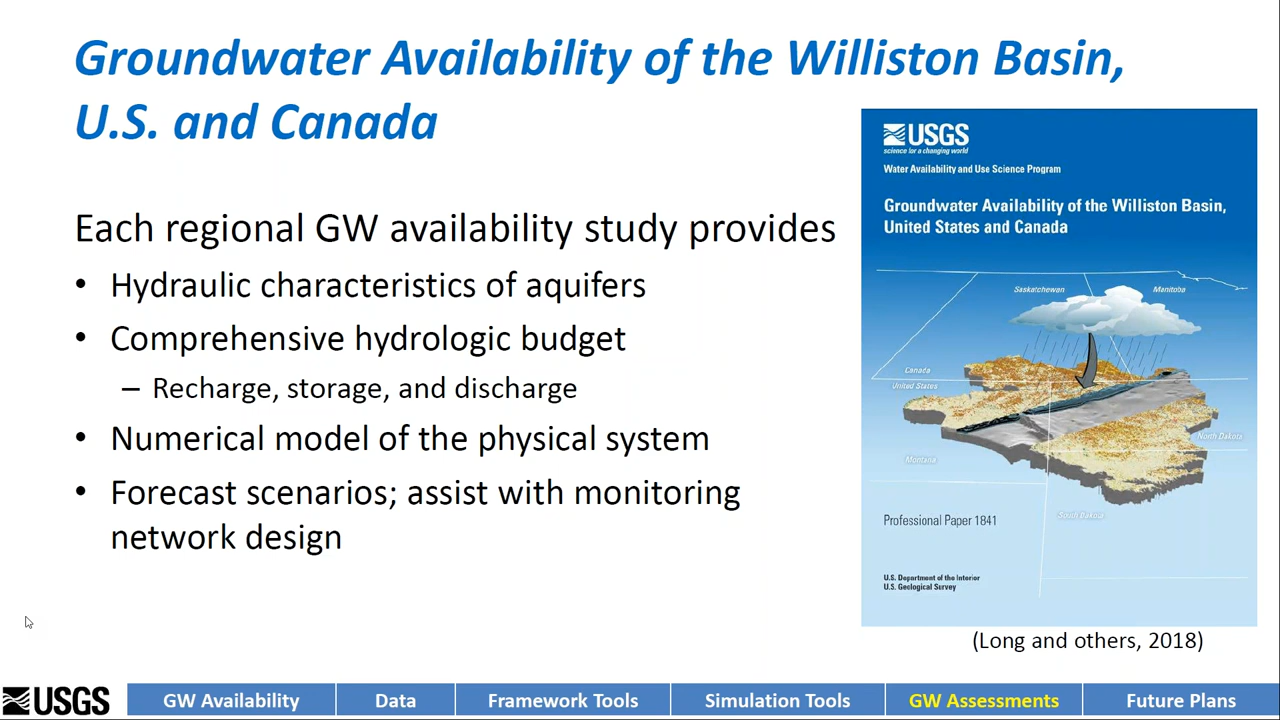 Groundwater Availability of the Williston Basin,
U.S. and Canada
Each regional GW availability study provides
• Hydraulic characteristics of aquifers
• Comprehensive hydrologic budget
– Recharge, storage, and discharge
• Numerical model of the physical system
• Forecast scenarios; assist with monitoring
network design
USGS
science for a changing world
Water Availability and Use Science Program
Groundwater Availability of the Williston Basin,
United States and Canada
Saskatchewan
Manitoba
Canada
United States
North Dakota
Montana
South Dakota
Professional Paper 1841
U.S. Department of the Interior
U.S. Geological Survey
(Long and others, 2018)
USGS
GW Availability
Data
Framework Tools
Simulation Tools
GW Assessments
Future Plans